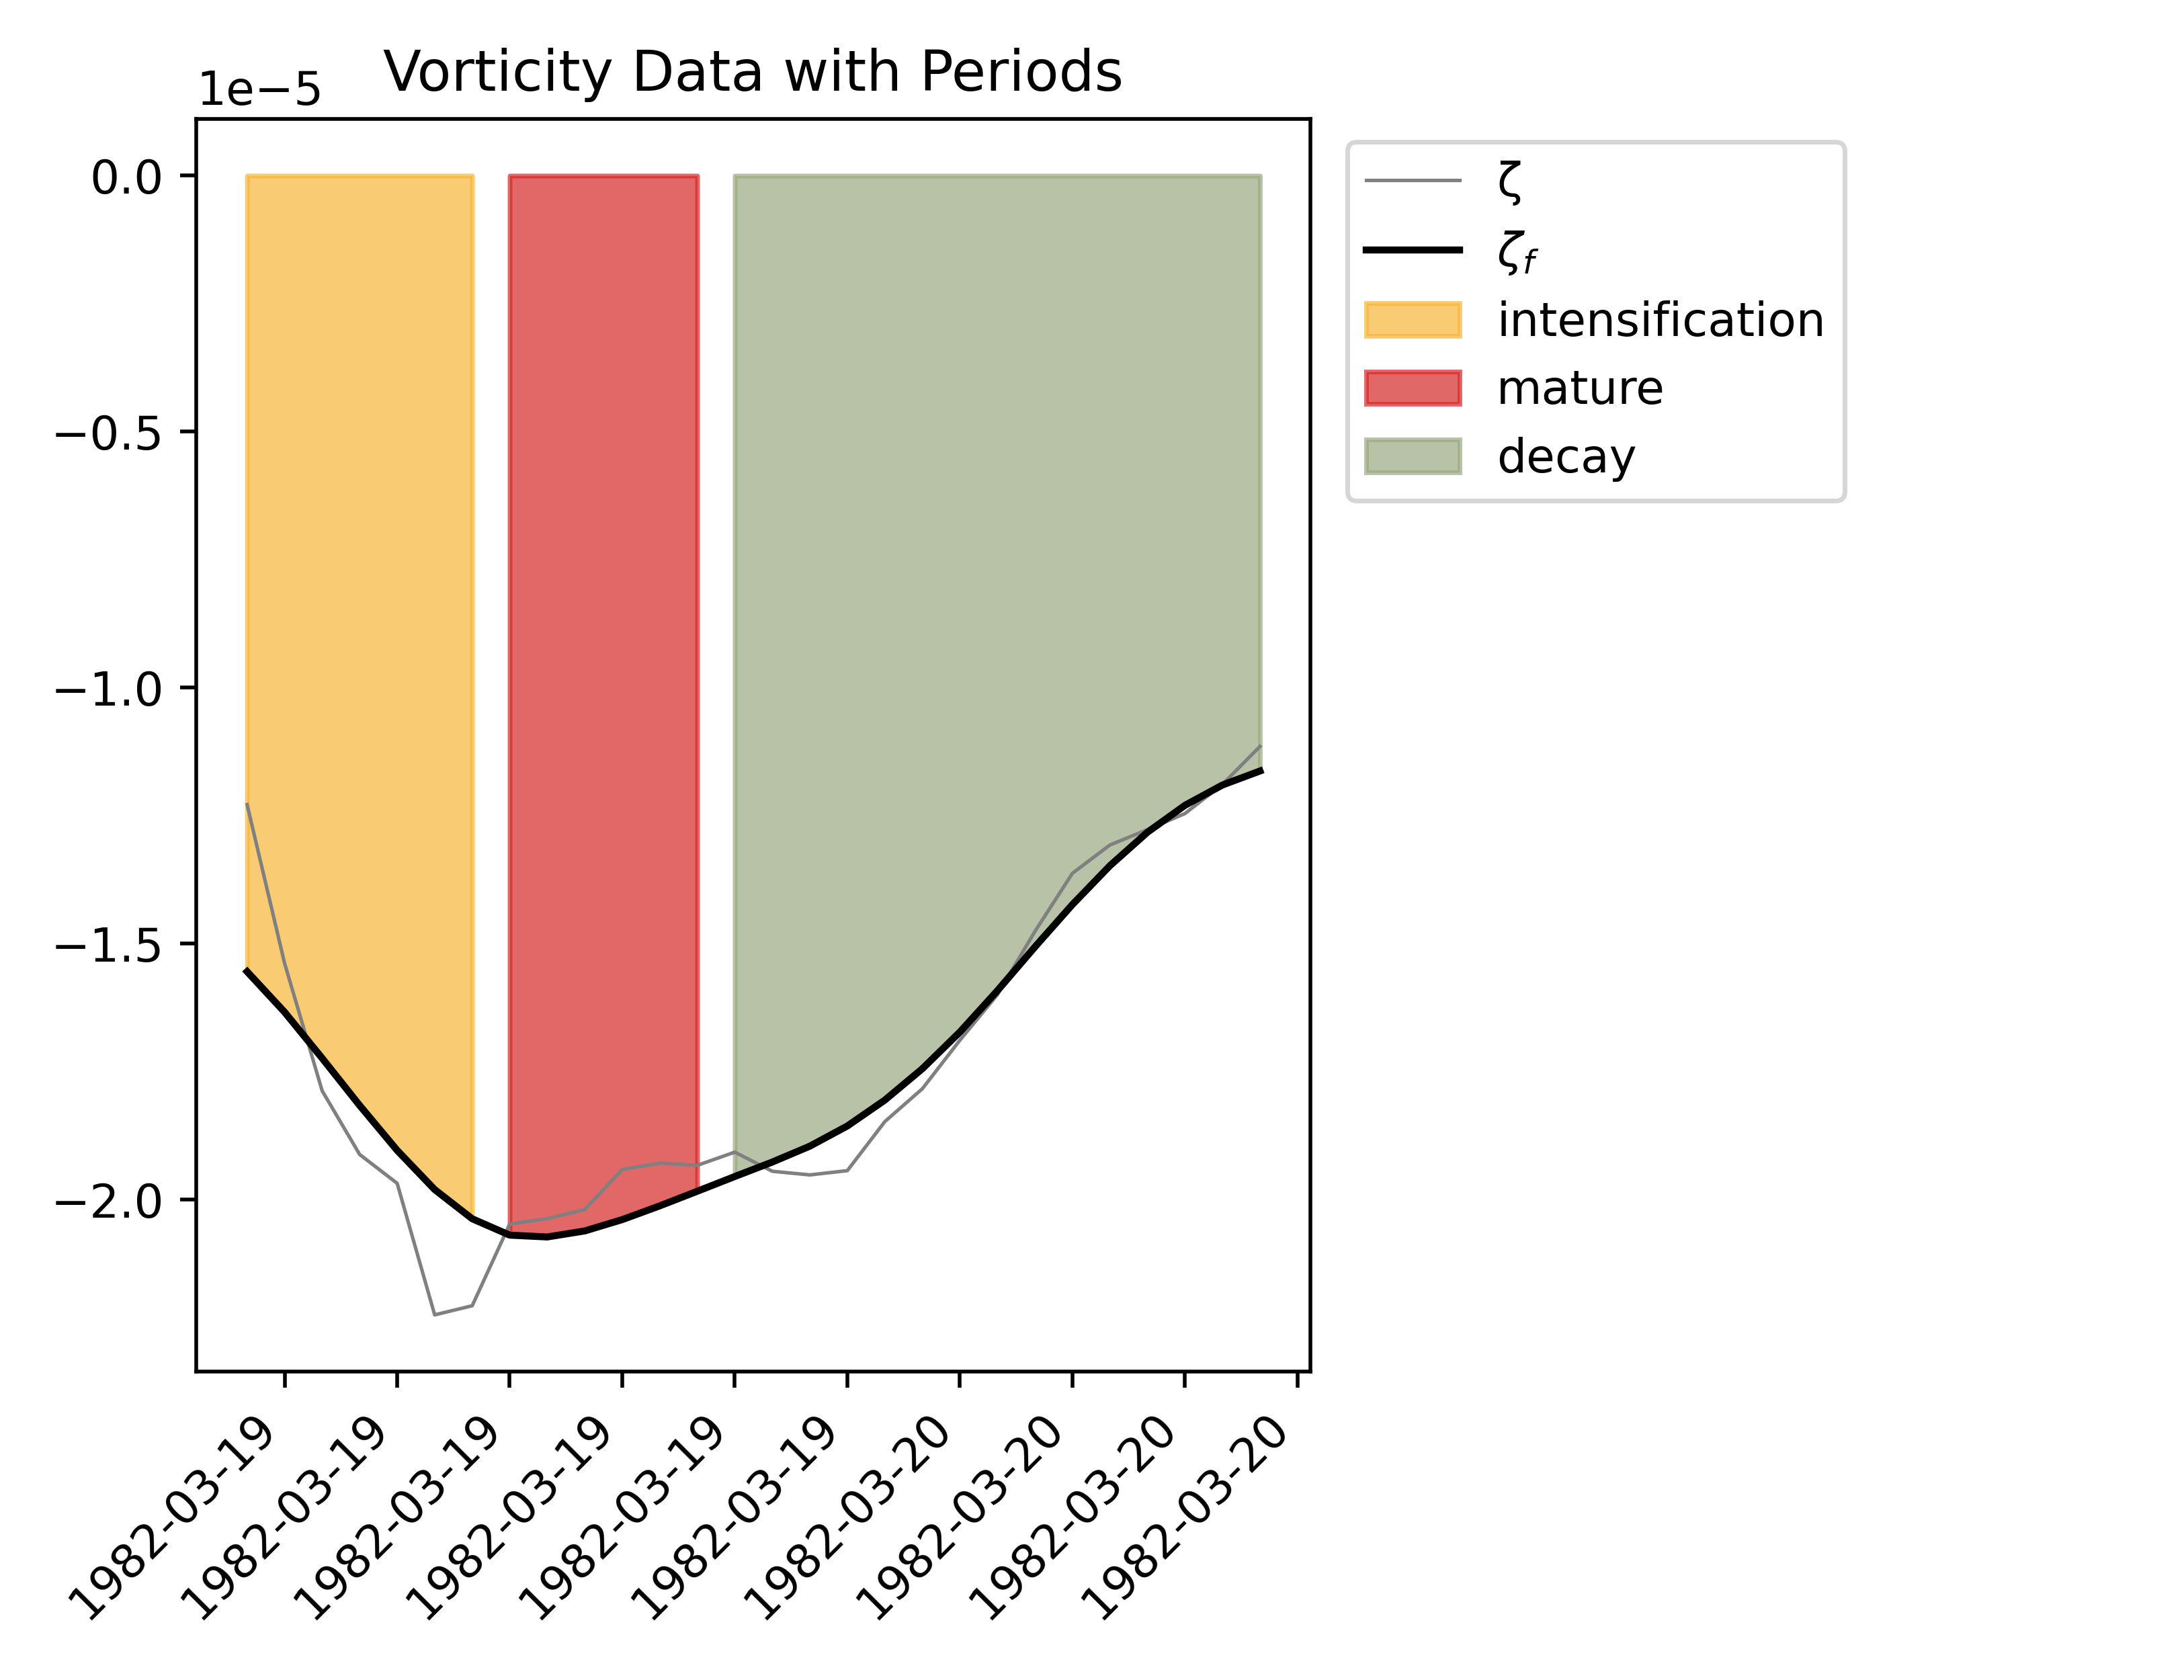 Vorticity Data with Periods
1e−5
0.0
−0.5
−1.0
−1.5
−2.0
1982-03-19
1982-03-19
1982-03-19
1982-03-19
1982-03-19
1982-03-19
1982-03-20
1982-03-20
1982-03-20
1982-03-20
ζ
ζf
intensification
mature
decay